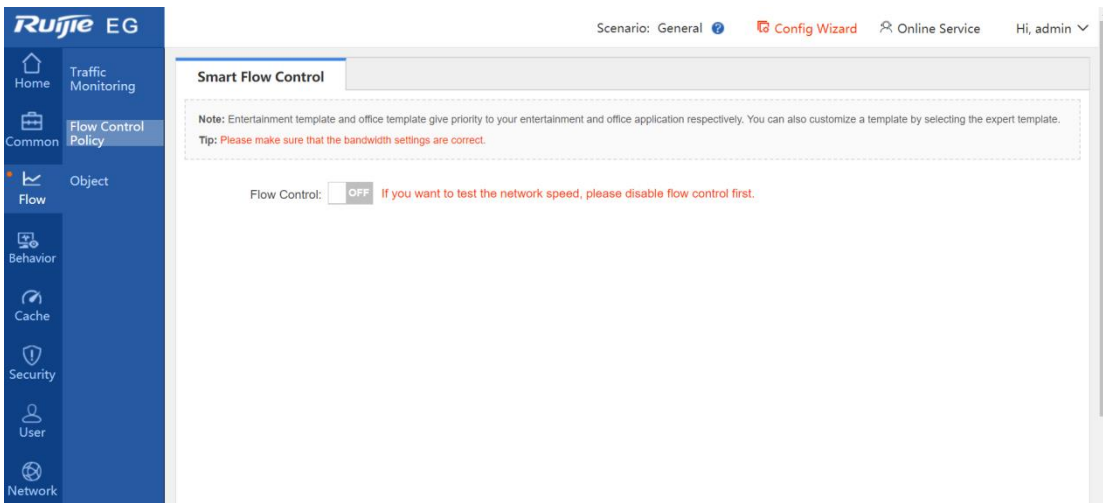 Ruijie EG
Scenario: General ?
Config Wizard
Online Service
Hi, admin
Home
Common
Flow
Behavior
Cache
Security
User
Network
Traffic
Monitoring
Flow Control
Policy
Object
Smart Flow Control
Note: Entertainment template and office template give priority to your entertainment and office application respectively. You can also customize a template by selecting the expert template.
Tip: Please make sure that the bandwidth settings are correct.
Flow Control: OFF If you want to test the network speed, please disable flow control first.